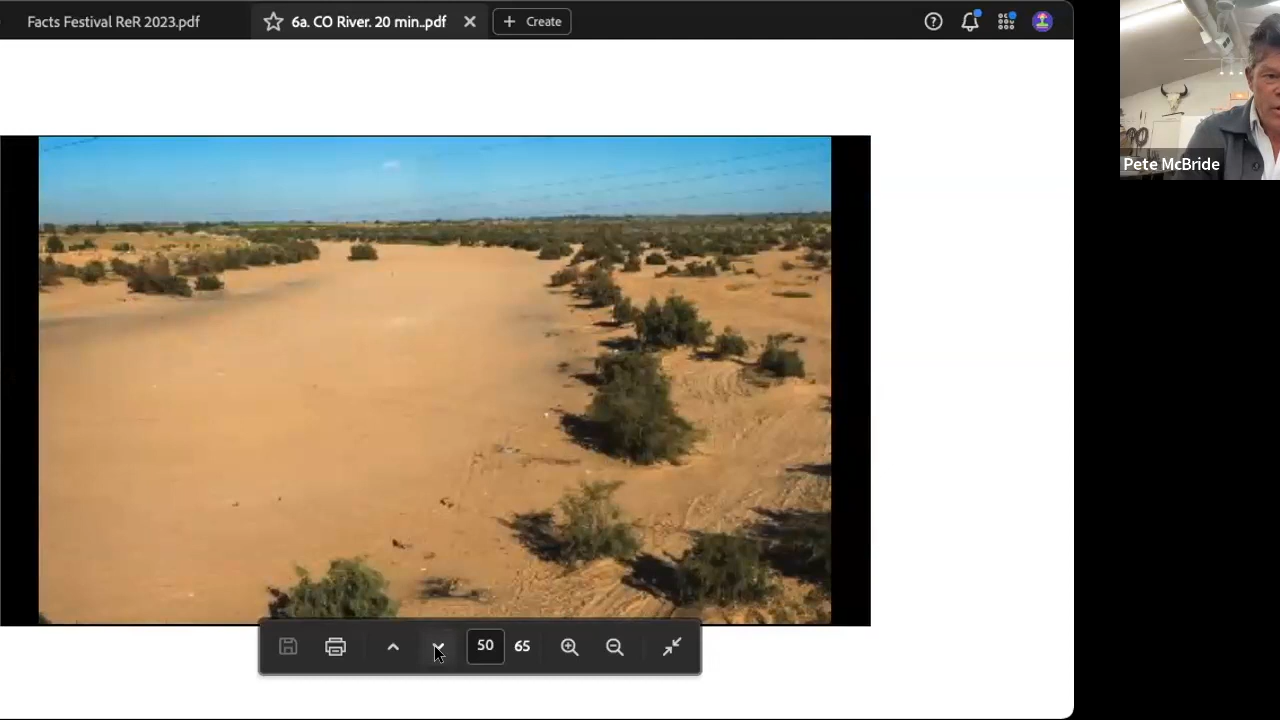 Facts Festival ReR 2023.pdf
6a. CO River. 20 min..pdf
Create
Pete McBride
50 65